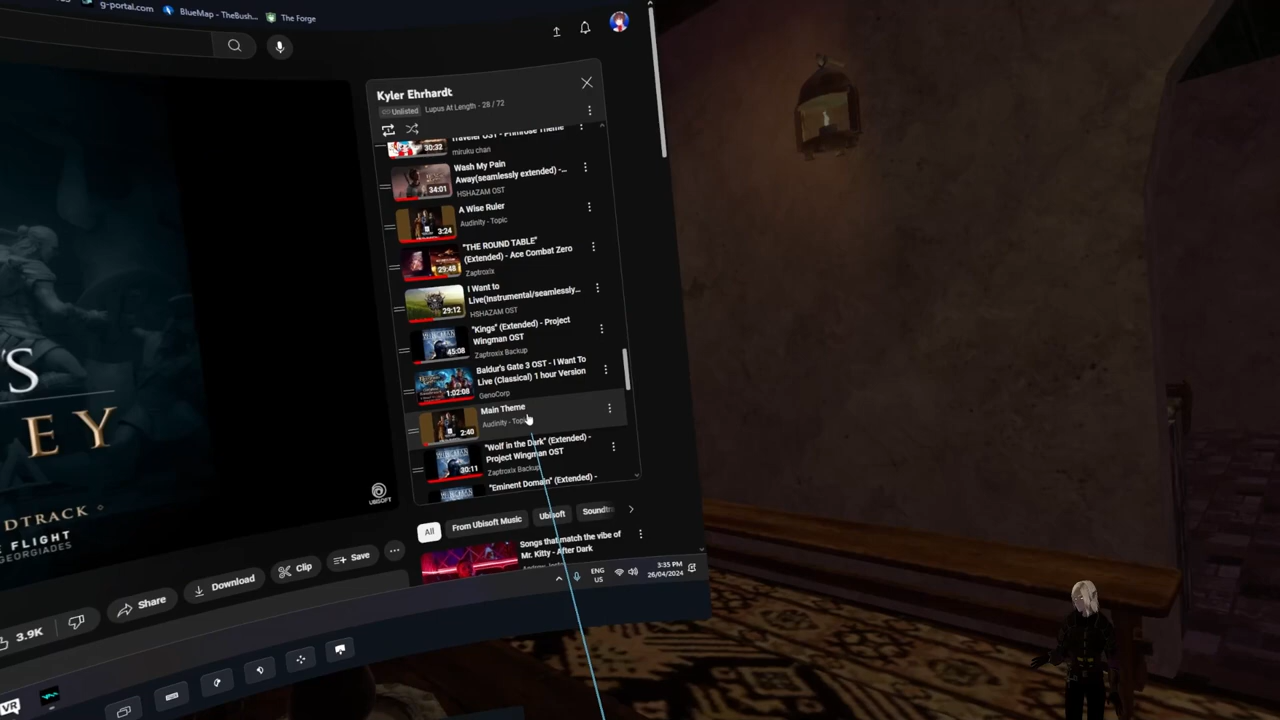 g-portal.com
BlueMap - TheBush...
The Forge
Kyler Ehrhardt
Unlisted
Lupus At Length - 28 / 72
Traveler OST - Primrose Theme
miruku chan
30:32
Wash My Pain
Away(seamlessly extended) -...
HSHAZAM OST
34:01
A Wise Ruler
Audinity - Topic
3:24
"THE ROUND TABLE"
(Extended) - Ace Combat Zero
Zaptroxix
29:48
I Want to
Live(Instrumental/seamlessly...
HSHAZAM OST
29:12
"Kings" (Extended) - Project
Wingman OST
Zaptroxix Backup
45:08
Baldur's Gate 3 OST - I Want To
Live (Classical) 1 hour Version
GenoCorp
1:02:08
Main Theme
Audinity - Topic
2:40
"Wolf in the Dark" (Extended) -
Project Wingman OST
Zaptroxix Backup
30:11
"Eminent Domain" (Extended) -
'S
EY
DTRACK
FLIGHT
GEORGIADES
UBISOFT
All
From Ubisoft Music
Ubisoft
Soundtr
Songs that match the vibe of
Mr. Kitty - After Dark
3.9K
Share
Download
Clip
Save
...
ENG
US
3:35 PM
26/04/2024
VR